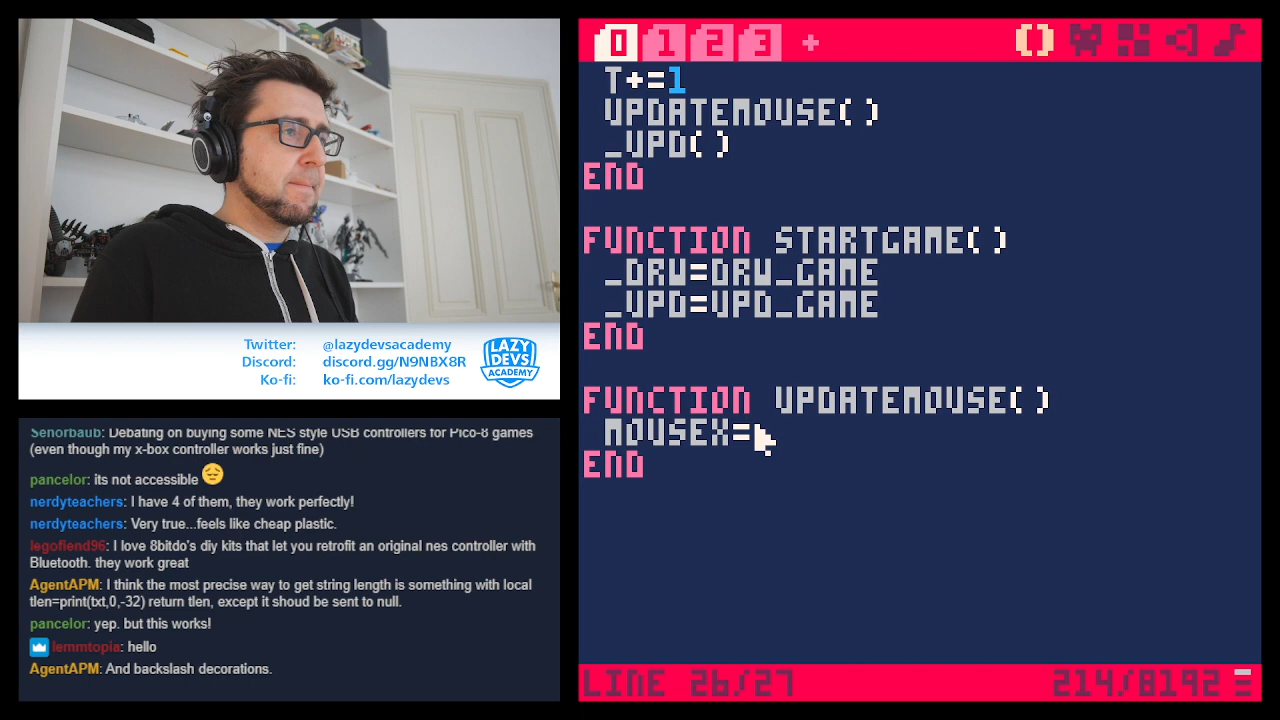 Twitter: @lazydevsacademy
Discord: discord.gg/N9NBX8R
Ko-fi: ko-fi.com/lazydevs
LAZY
DEVS
ACADEMY
Senorbaub: Debating on buying some NES style USB controllers for Pico-8 games
(even though my x-box controller works just fine)
pancelor: its not accessible 😔
nerdyteachers: I have 4 of them, they work perfectly!
nerdyteachers: Very true...feels like cheap plastic.
legofiend96: I love 8bitdo's diy kits that let you retrofit an original nes controller with
Bluetooth. they work great
AgentAPM: I think the most precise way to get string length is something with local
tlen=print(txt,0,-32) return tlen, except it shoud be sent to null.
pancelor: yep. but this works!
lemmtopia: hello
AgentAPM: And backslash decorations.
0 1 2 3 +
T+=1
UPDATEMOUSE()
_UPD()
END
FUNCTION STARTGAME()
_DRW=DRW_GAME
_UPD=UPD_GAME
END
FUNCTION UPDATEMOUSE()
MOUSEX=
END
LINE 26/27 214/8192